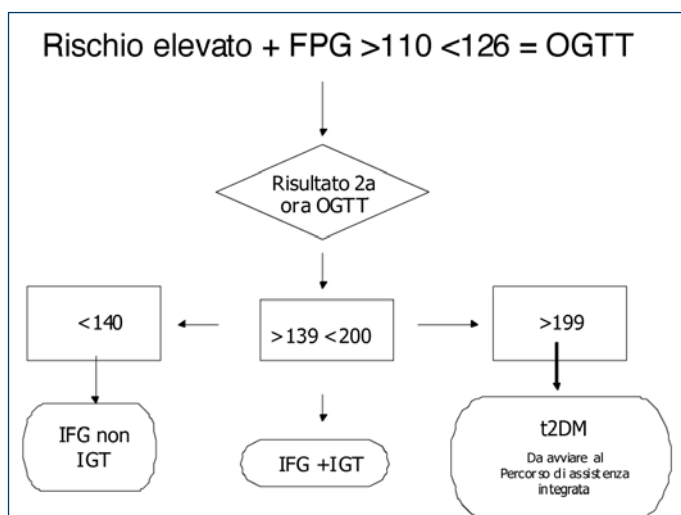 Rischio elevato + FPG >110 <126 = OGTT
Risultato 2a
ora OGTT
<140
>139 <200
>199
IFG non
IGT
IFG +IGT
t2DM
Da avviare al
Percorso di assistenza
integrata